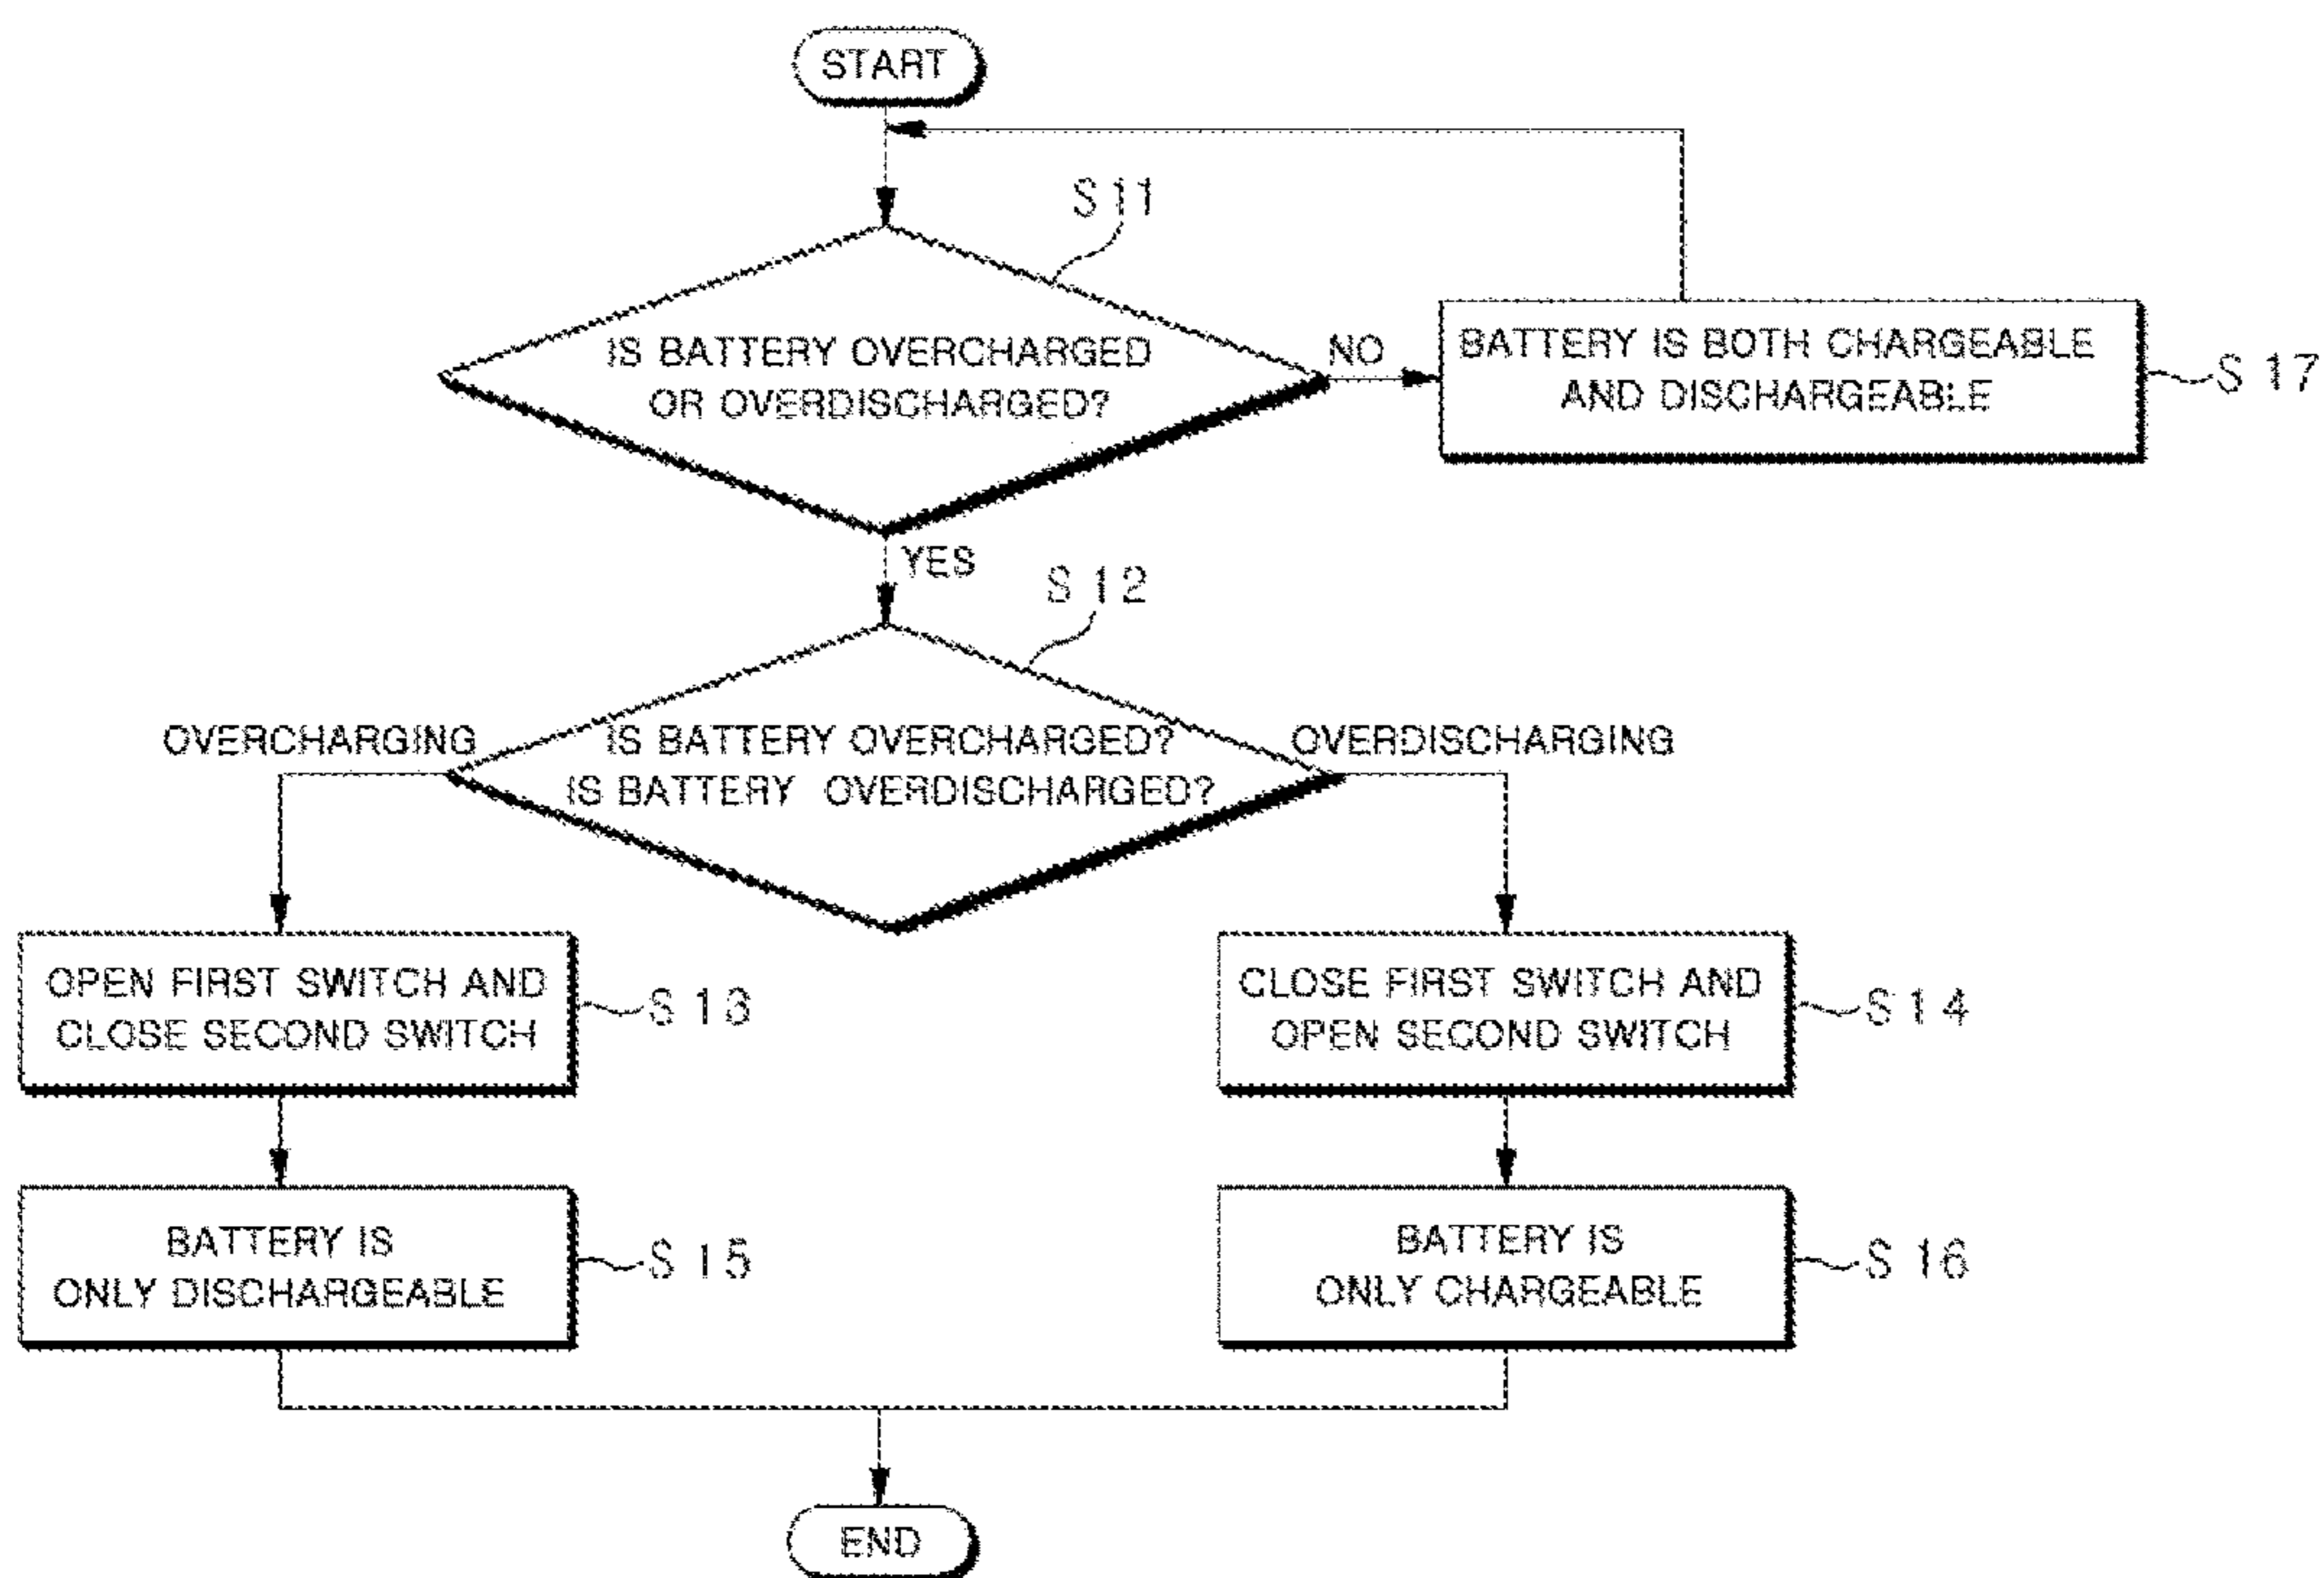 START
S 11
IS BATTERY OVERCHARGED
OR OVERDISCHARGED?
NO
BATTERY IS BOTH CHARGEABLE
AND DISCHARGEABLE
S 17
YES
S 12
OVERCHARGING
IS BATTERY OVERCHARGED?
IS BATTERY OVERDISCHARGED?
OVERDISCHARGING
OPEN FIRST SWITCH AND
CLOSE SECOND SWITCH
S 13
CLOSE FIRST SWITCH AND
OPEN SECOND SWITCH
S 14
BATTERY IS
ONLY DISCHARGEABLE
S 15
BATTERY IS
ONLY CHARGEABLE
S 16
END